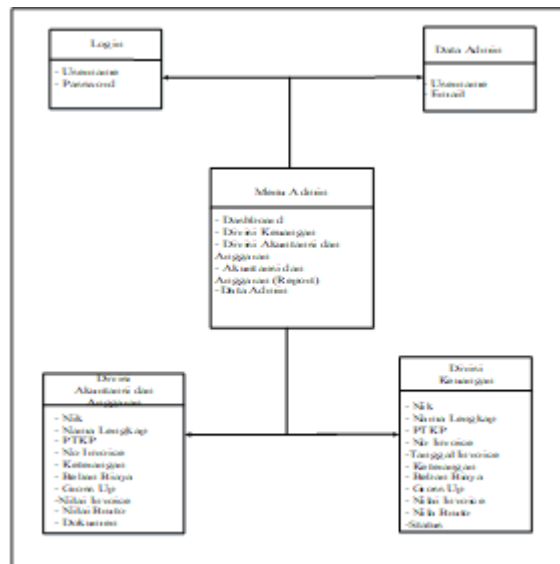 Login
- Username
- Password
Data Admin
- Username
- Email
Menu Admin
- Dashboard
- Divisi Keuangan
- Divisi Akuntansi dan
Anggaran
- Akuntansi dan
Anggaran (Report)
- Data Admin
Divisi
Akuntansi dan
Anggaran
- Nik
- Nama Lengkap
- PTKP
- No Invoice
- Keterangan
- Beban Biaya
- Gross Up
-Nilai Invoice
- Nilai Bruto
- Dokumen
Divisi
Keuangan
- Nik
- Nama Lengkap
- PTKP
- No Invoice
-Tanggal Invoice
- Keterangan
- Beban Biaya
- Gross Up
- Nilai Invoice
- Nilai Bruto
-Status